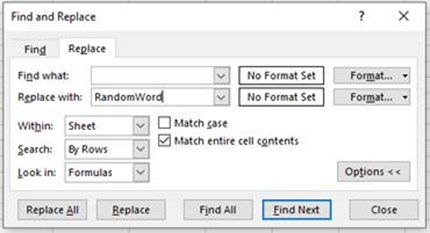 Find and Replace ? ×
Find Replace
Find what: No Format Set Format...
Replace with: RandomWord No Format Set Format...
Within: Sheet Match case
Search: By Rows Match entire cell contents
Look in: Formulas Options <<
Replace All Replace Find All Find Next Close